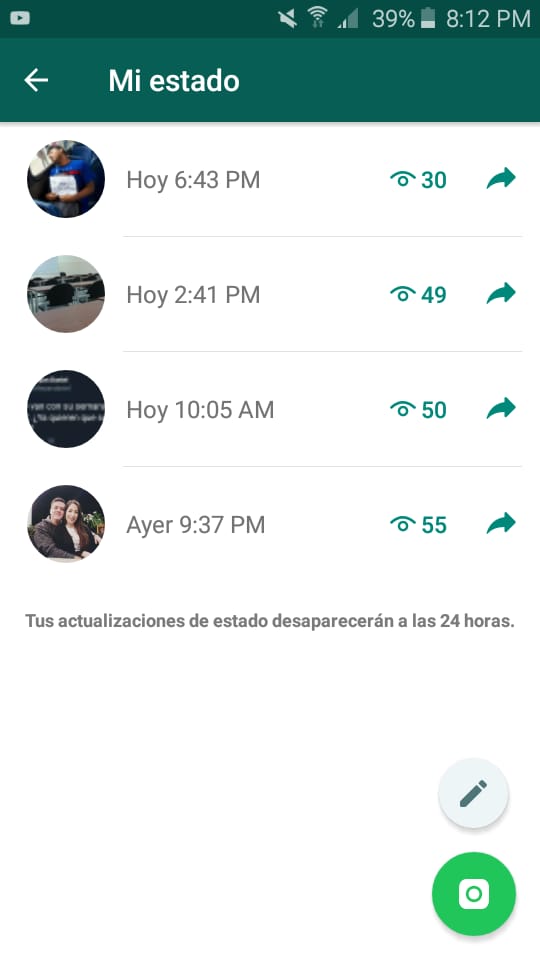 39% 8:12 PM
Mi estado
Hoy 6:43 PM 30
Hoy 2:41 PM 49
Hoy 10:05 AM 50
Ayer 9:37 PM 55
Tus actualizaciones de estado desaparecerán a las 24 horas.